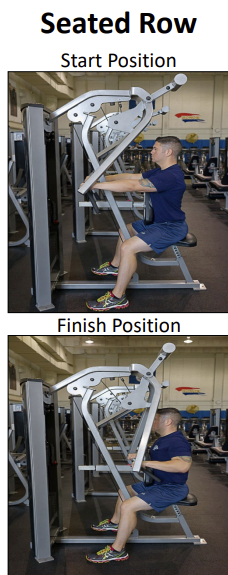 Seated Row
Start Position
Finish Position